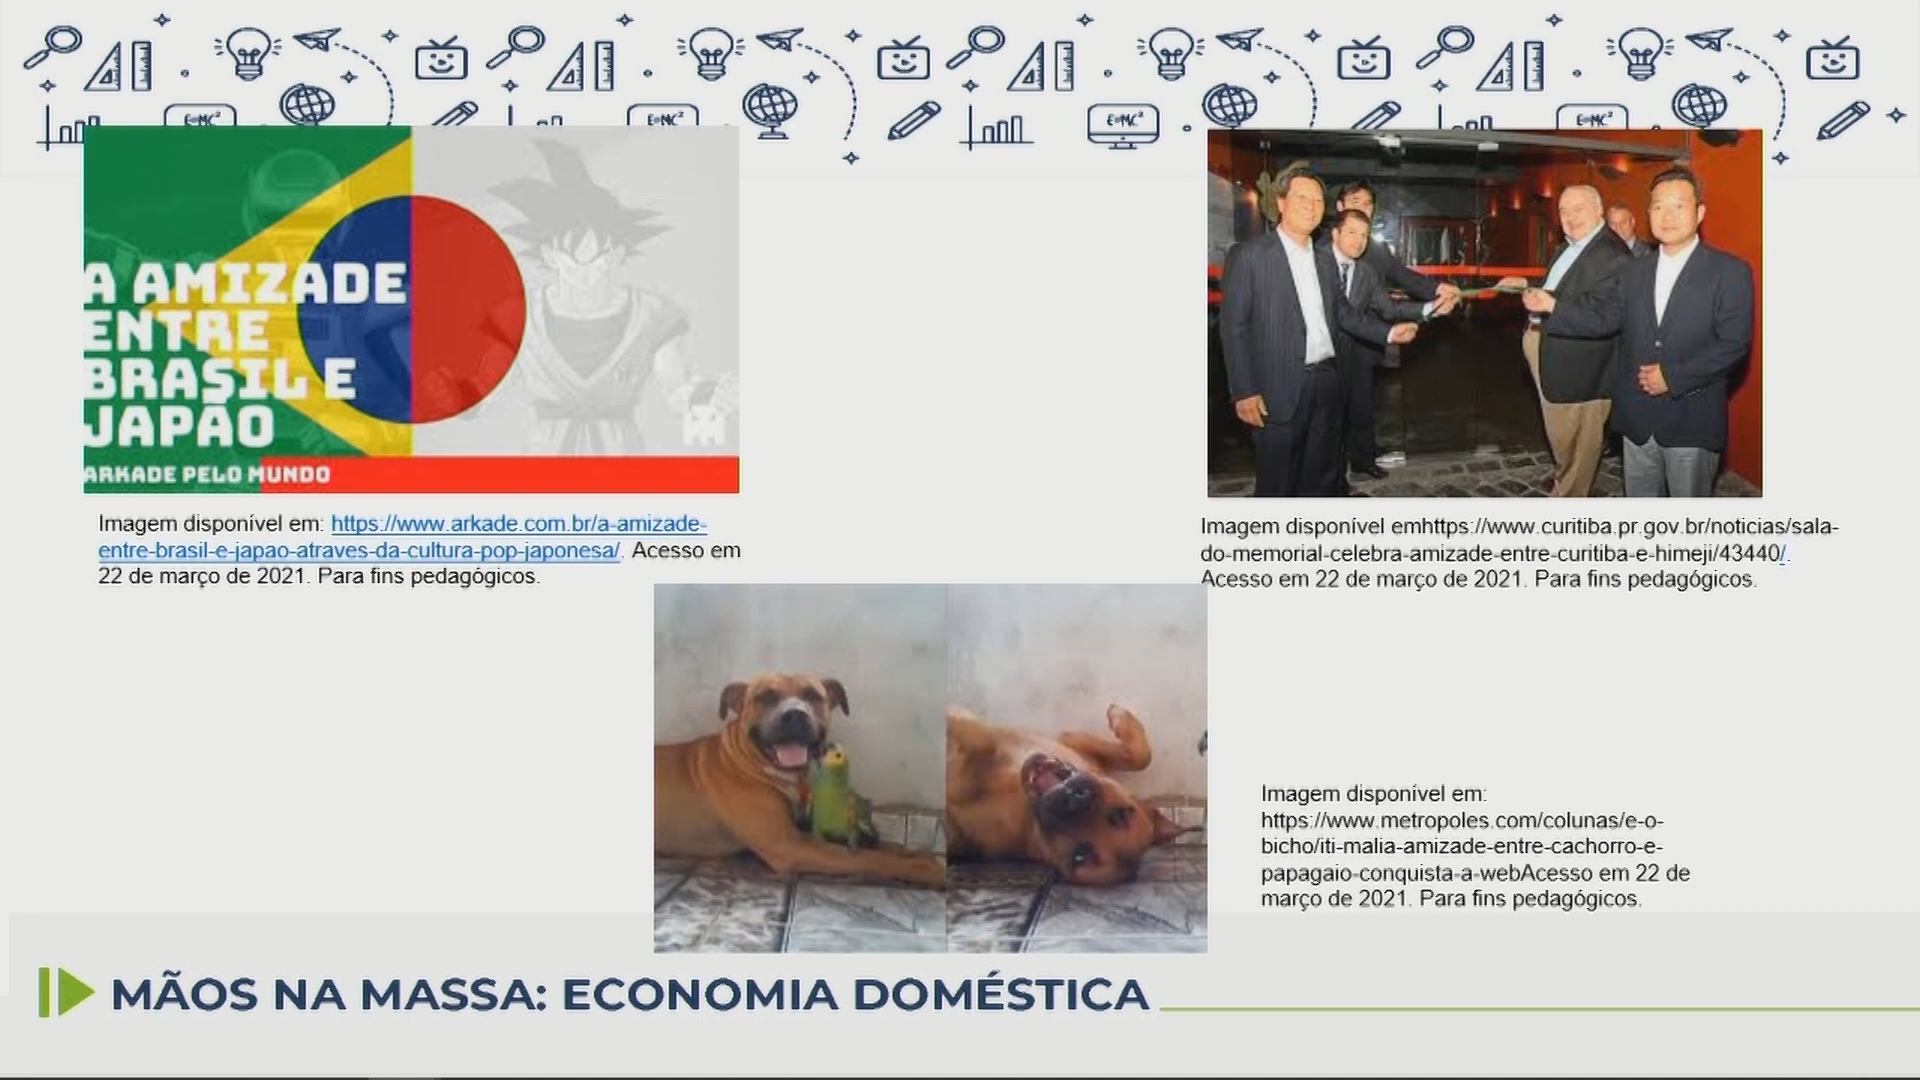 E=MC²
E=MC²
E=MC²
E=MC²
A AMIZADE
ENTRE
BRASIL E
JAPÃO
ARKADE PELO MUNDO
Imagem disponível em: https://www.arkade.com.br/a-amizade-
entre-brasil-e-japao-atraves-da-cultura-pop-japonesa/. Acesso em
22 de março de 2021. Para fins pedagógicos.
Imagem disponível emhttps://www.curitiba.pr.gov.br/noticias/sala-
do-memorial-celebra-amizade-entre-curitiba-e-himeji/43440/.
Acesso em 22 de março de 2021. Para fins pedagógicos.
Imagem disponível em:
https://www.metropoles.com/colunas/e-o-
bicho/iti-malia-amizade-entre-cachorro-e-
papagaio-conquista-a-webAcesso em 22 de
março de 2021. Para fins pedagógicos.
MÃOS NA MASSA: ECONOMIA DOMÉSTICA